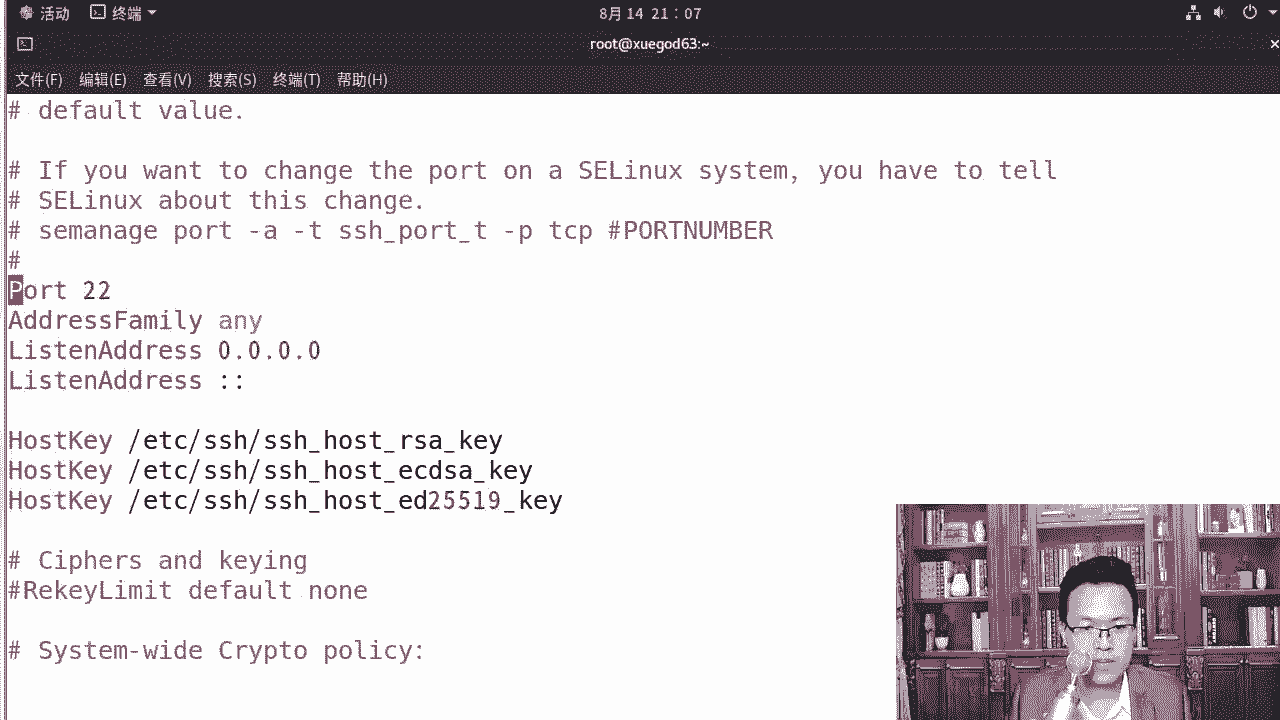 活动 终端 8月 14 21：07
root@xuegod63:~
文件(F) 编辑(E) 查看(V) 搜索(S) 终端(T) 帮助(H)
# default value.
# If you want to change the port on a SELinux system, you have to tell
# SELinux about this change.
# semanage port -a -t ssh_port_t -p tcp #PORTNUMBER
#
Port 22
AddressFamily any
ListenAddress 0.0.0.0
ListenAddress ::
HostKey /etc/ssh/ssh_host_rsa_key
HostKey /etc/ssh/ssh_host_ecdsa_key
HostKey /etc/ssh/ssh_host_ed25519_key
# Ciphers and keying
#RekeyLimit default none
# System-wide Crypto policy: